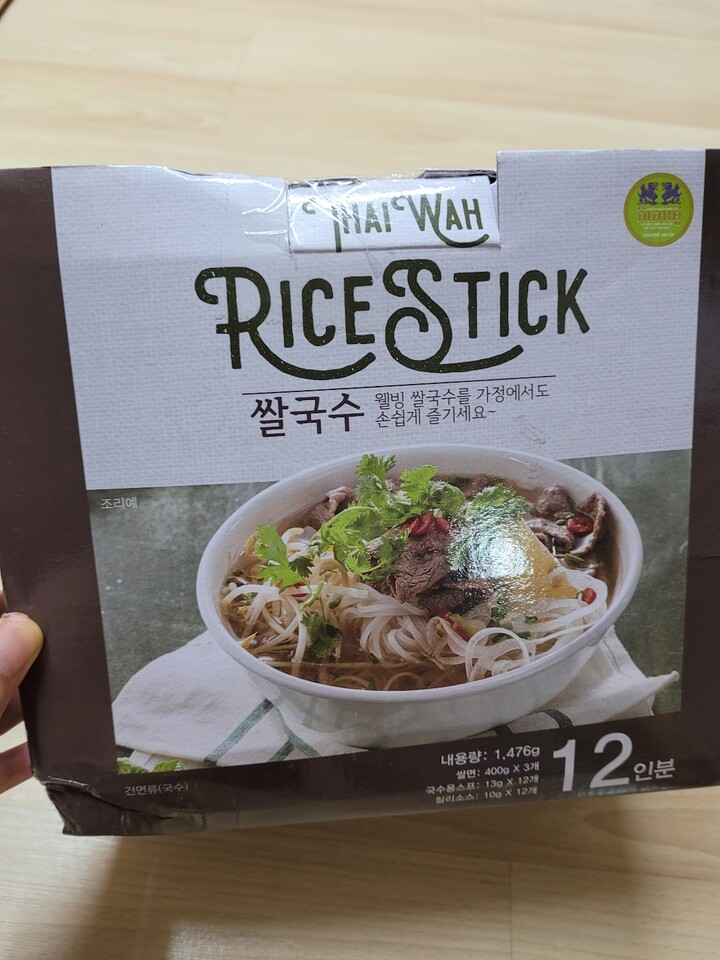 THAI WAH
RICE STICK
쌀국수
웰빙 쌀국수를 가정에서도
손쉽게 즐기세요~
조리예
내용량: 1,476g
쌀면: 400g X 3개
국수용스프: 13g X 12개
칠리소스: 10g X 12개
12인분
건면류(국수)